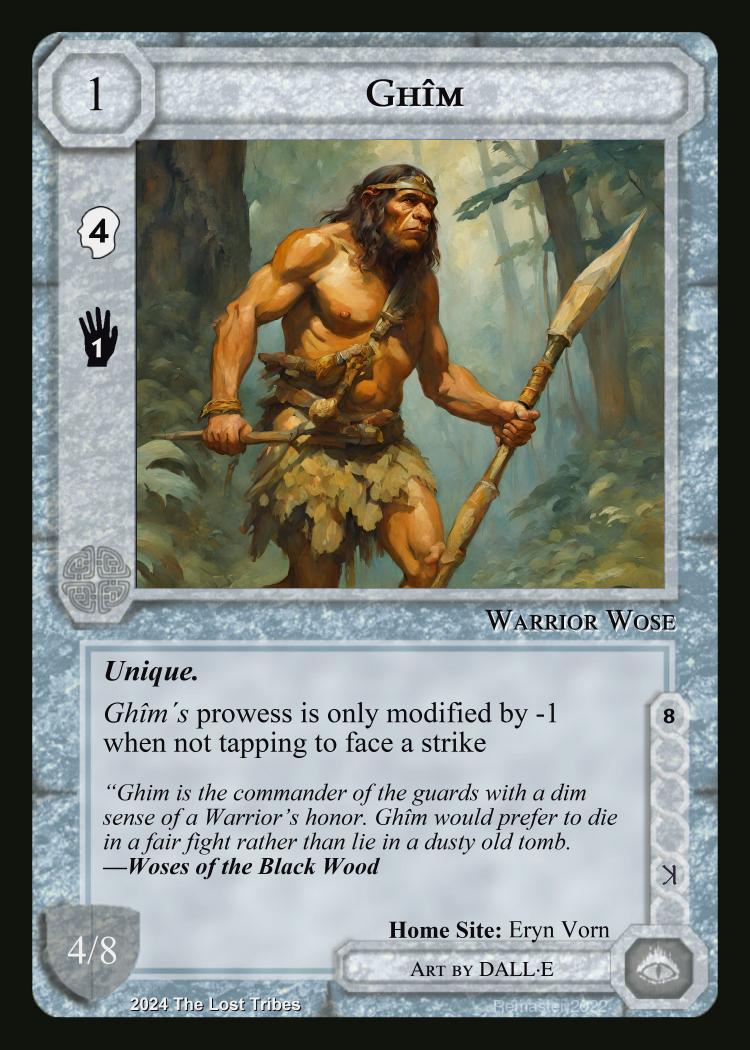 1
Ghîm
4
1
Warrior Wose
Unique.
Ghîm´s prowess is only modified by -1
when not tapping to face a strike
8
“Ghim is the commander of the guards with a dim
sense of a Warrior’s honor. Ghîm would prefer to die
in a fair fight rather than lie in a dusty old tomb.
—Woses of the Black Wood
Home Site: Eryn Vorn
4/8
Art by DALL·E
2024 The Lost Tribes
Remaster 2022